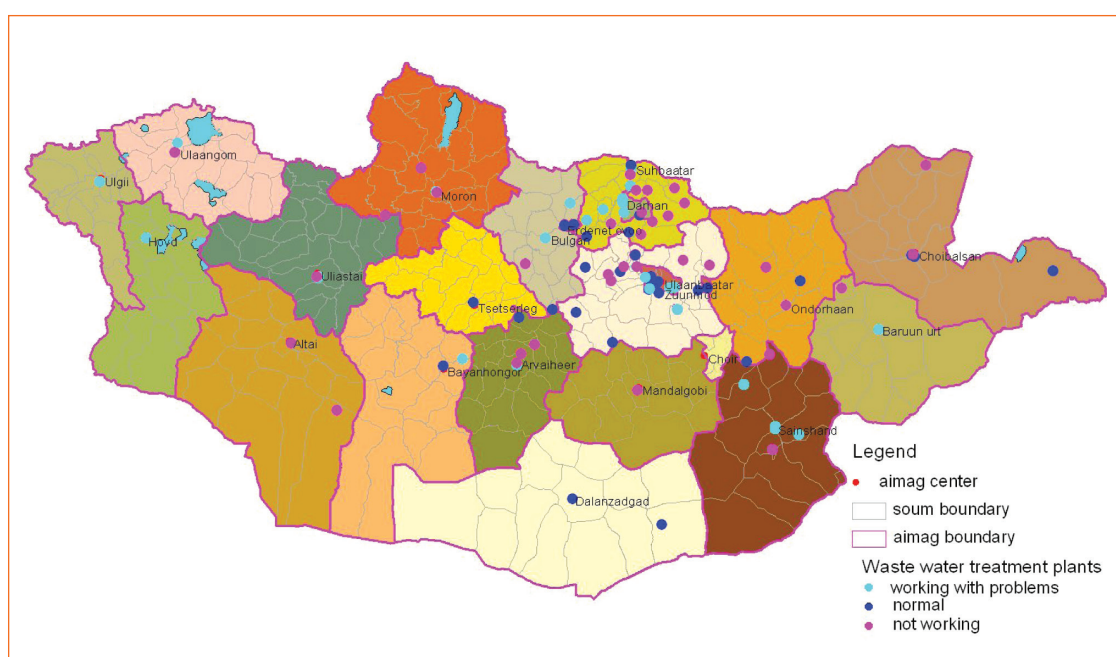 Suhbaatar
Ulaangom
Ulgii
Moron
Darhan
Erdenet
Hovd
Bulgan
Choibalsan
Uliastai
Ulaanbaatar
Zuunmod
Tsetserleg
Ondorhaan
Baruun urt
Altai
Choir
Arvaiheer
Bayanhongor
Mandalgobi
Sainshand
Dalanzadgad
Legend
aimag center
soum boundary
aimag boundary
Waste water treatment plants
working with problems
normal
not working